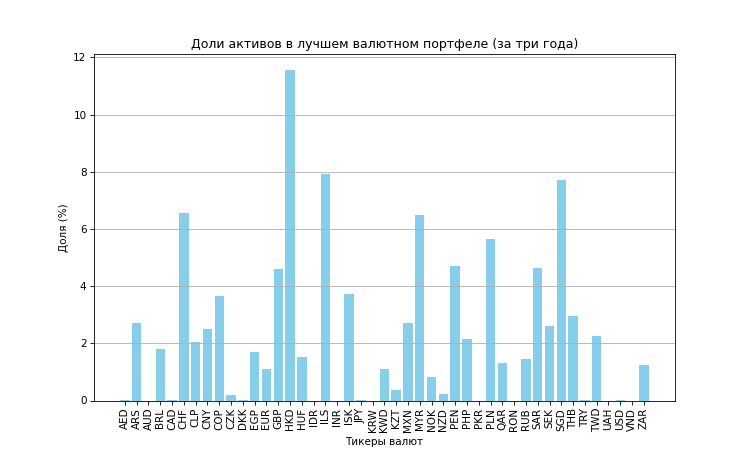 Доли активов в лучшем валютном портфеле (за три года)
Доля (%)
12
10
8
6
4
2
0
AED ARS AUD BRL CAD CHF CLP CNY COP CZK DKK EGP EUR GBP HKD HUF IDR ILS INR ISK JPY KRW KWD KZT MXN MYR NOK NZD PEN PHP PKR PLN QAR RON RUB SAR SEK SGD THB TRY TWD UAH USD VND ZAR
Тикеры валют